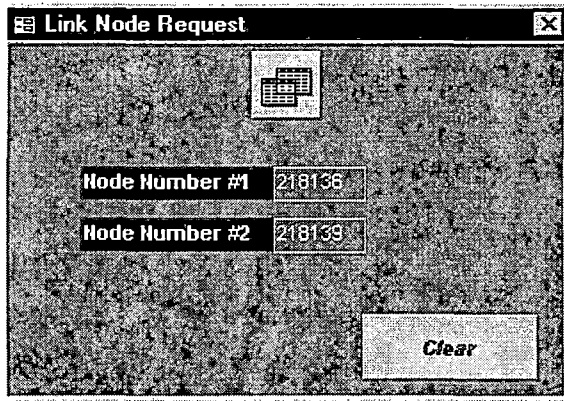 Link Node Request
Node Number #1 218136
Node Number #2 218139
Clear